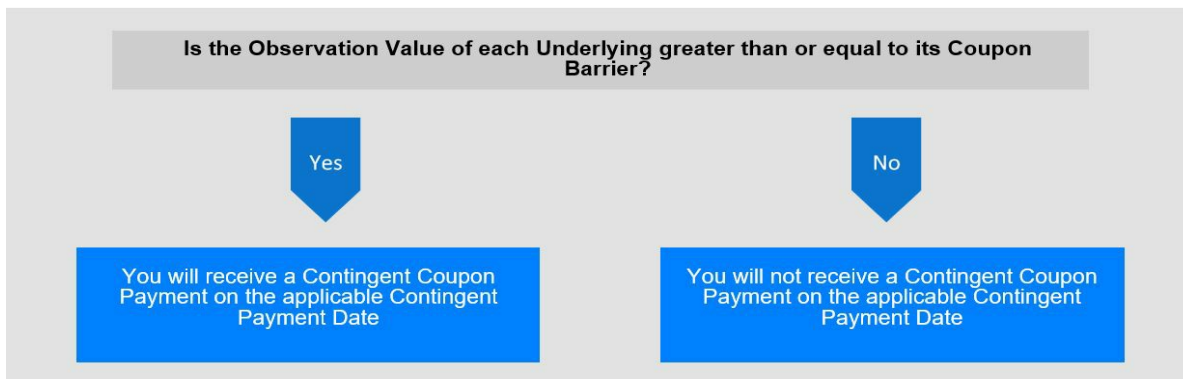 Is the Observation Value of each Underlying greater than or equal to its Coupon
Barrier?
Yes
No
You will receive a Contingent Coupon
Payment on the applicable Contingent
Payment Date
You will not receive a Contingent Coupon
Payment on the applicable Contingent
Payment Date